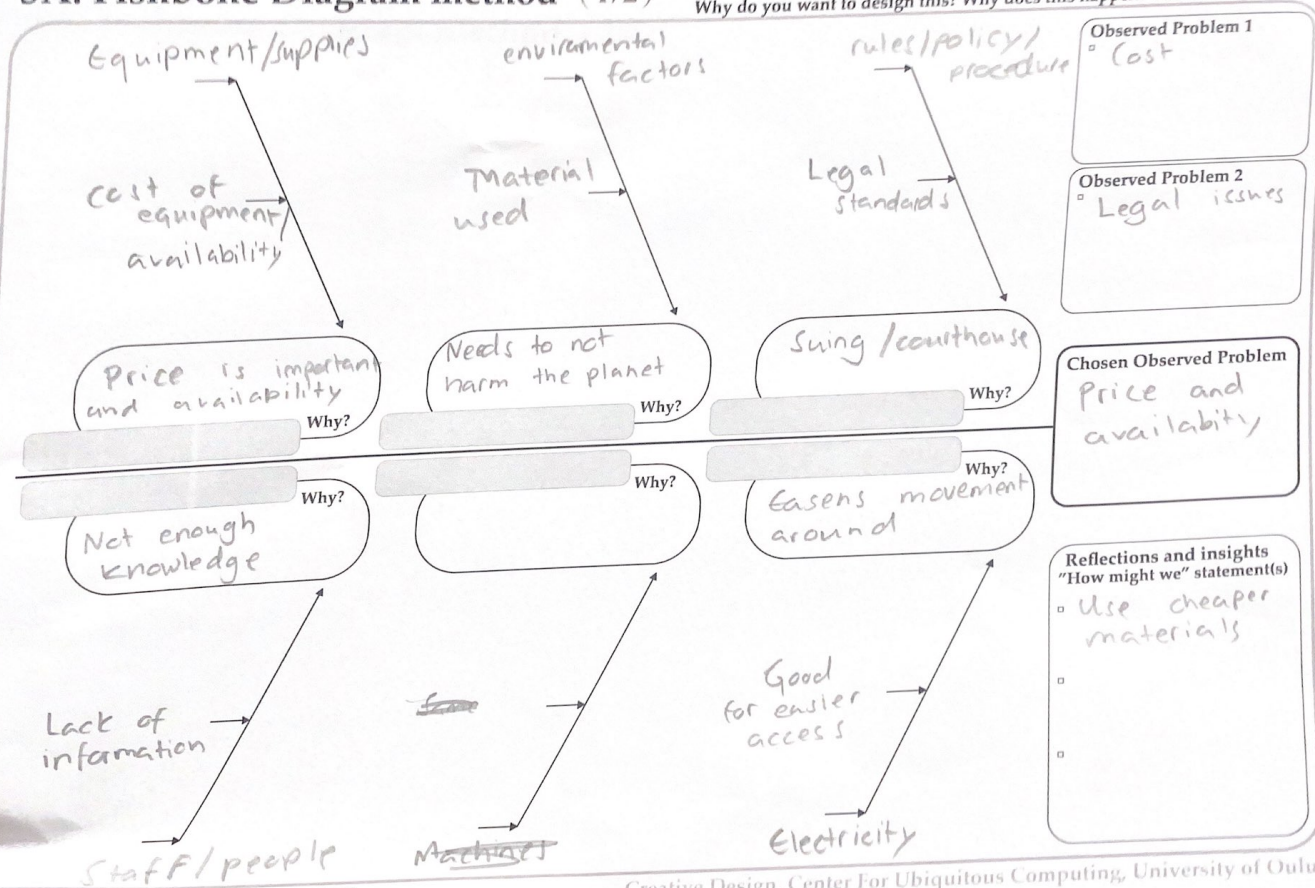 Fishbone Diagram method
Why do you want to design this? Why does this
Equipment/supplies
enviramental
factors
rules/policy/
procedure
Observed Problem 1
Cost
Cost of
equipment/
availability
Material
used
Legal
standards
Observed Problem 2
Legal issues
Price is important
and availability
Why?
Needs to not
harm the planet
Why?
Suing/courthouse
Why?
Chosen Observed Problem
Price and
availabity
Why?
Not enough
knowledge
Why?
Why?
Easens movement
around
Reflections and insights
"How might we" statement(s)
Use cheaper
materials
Lack of
information
Good
for easier
access
Staff/people
Machines
Electricity
Creative Design, Center For Ubiquitous Computing, University of Oulu